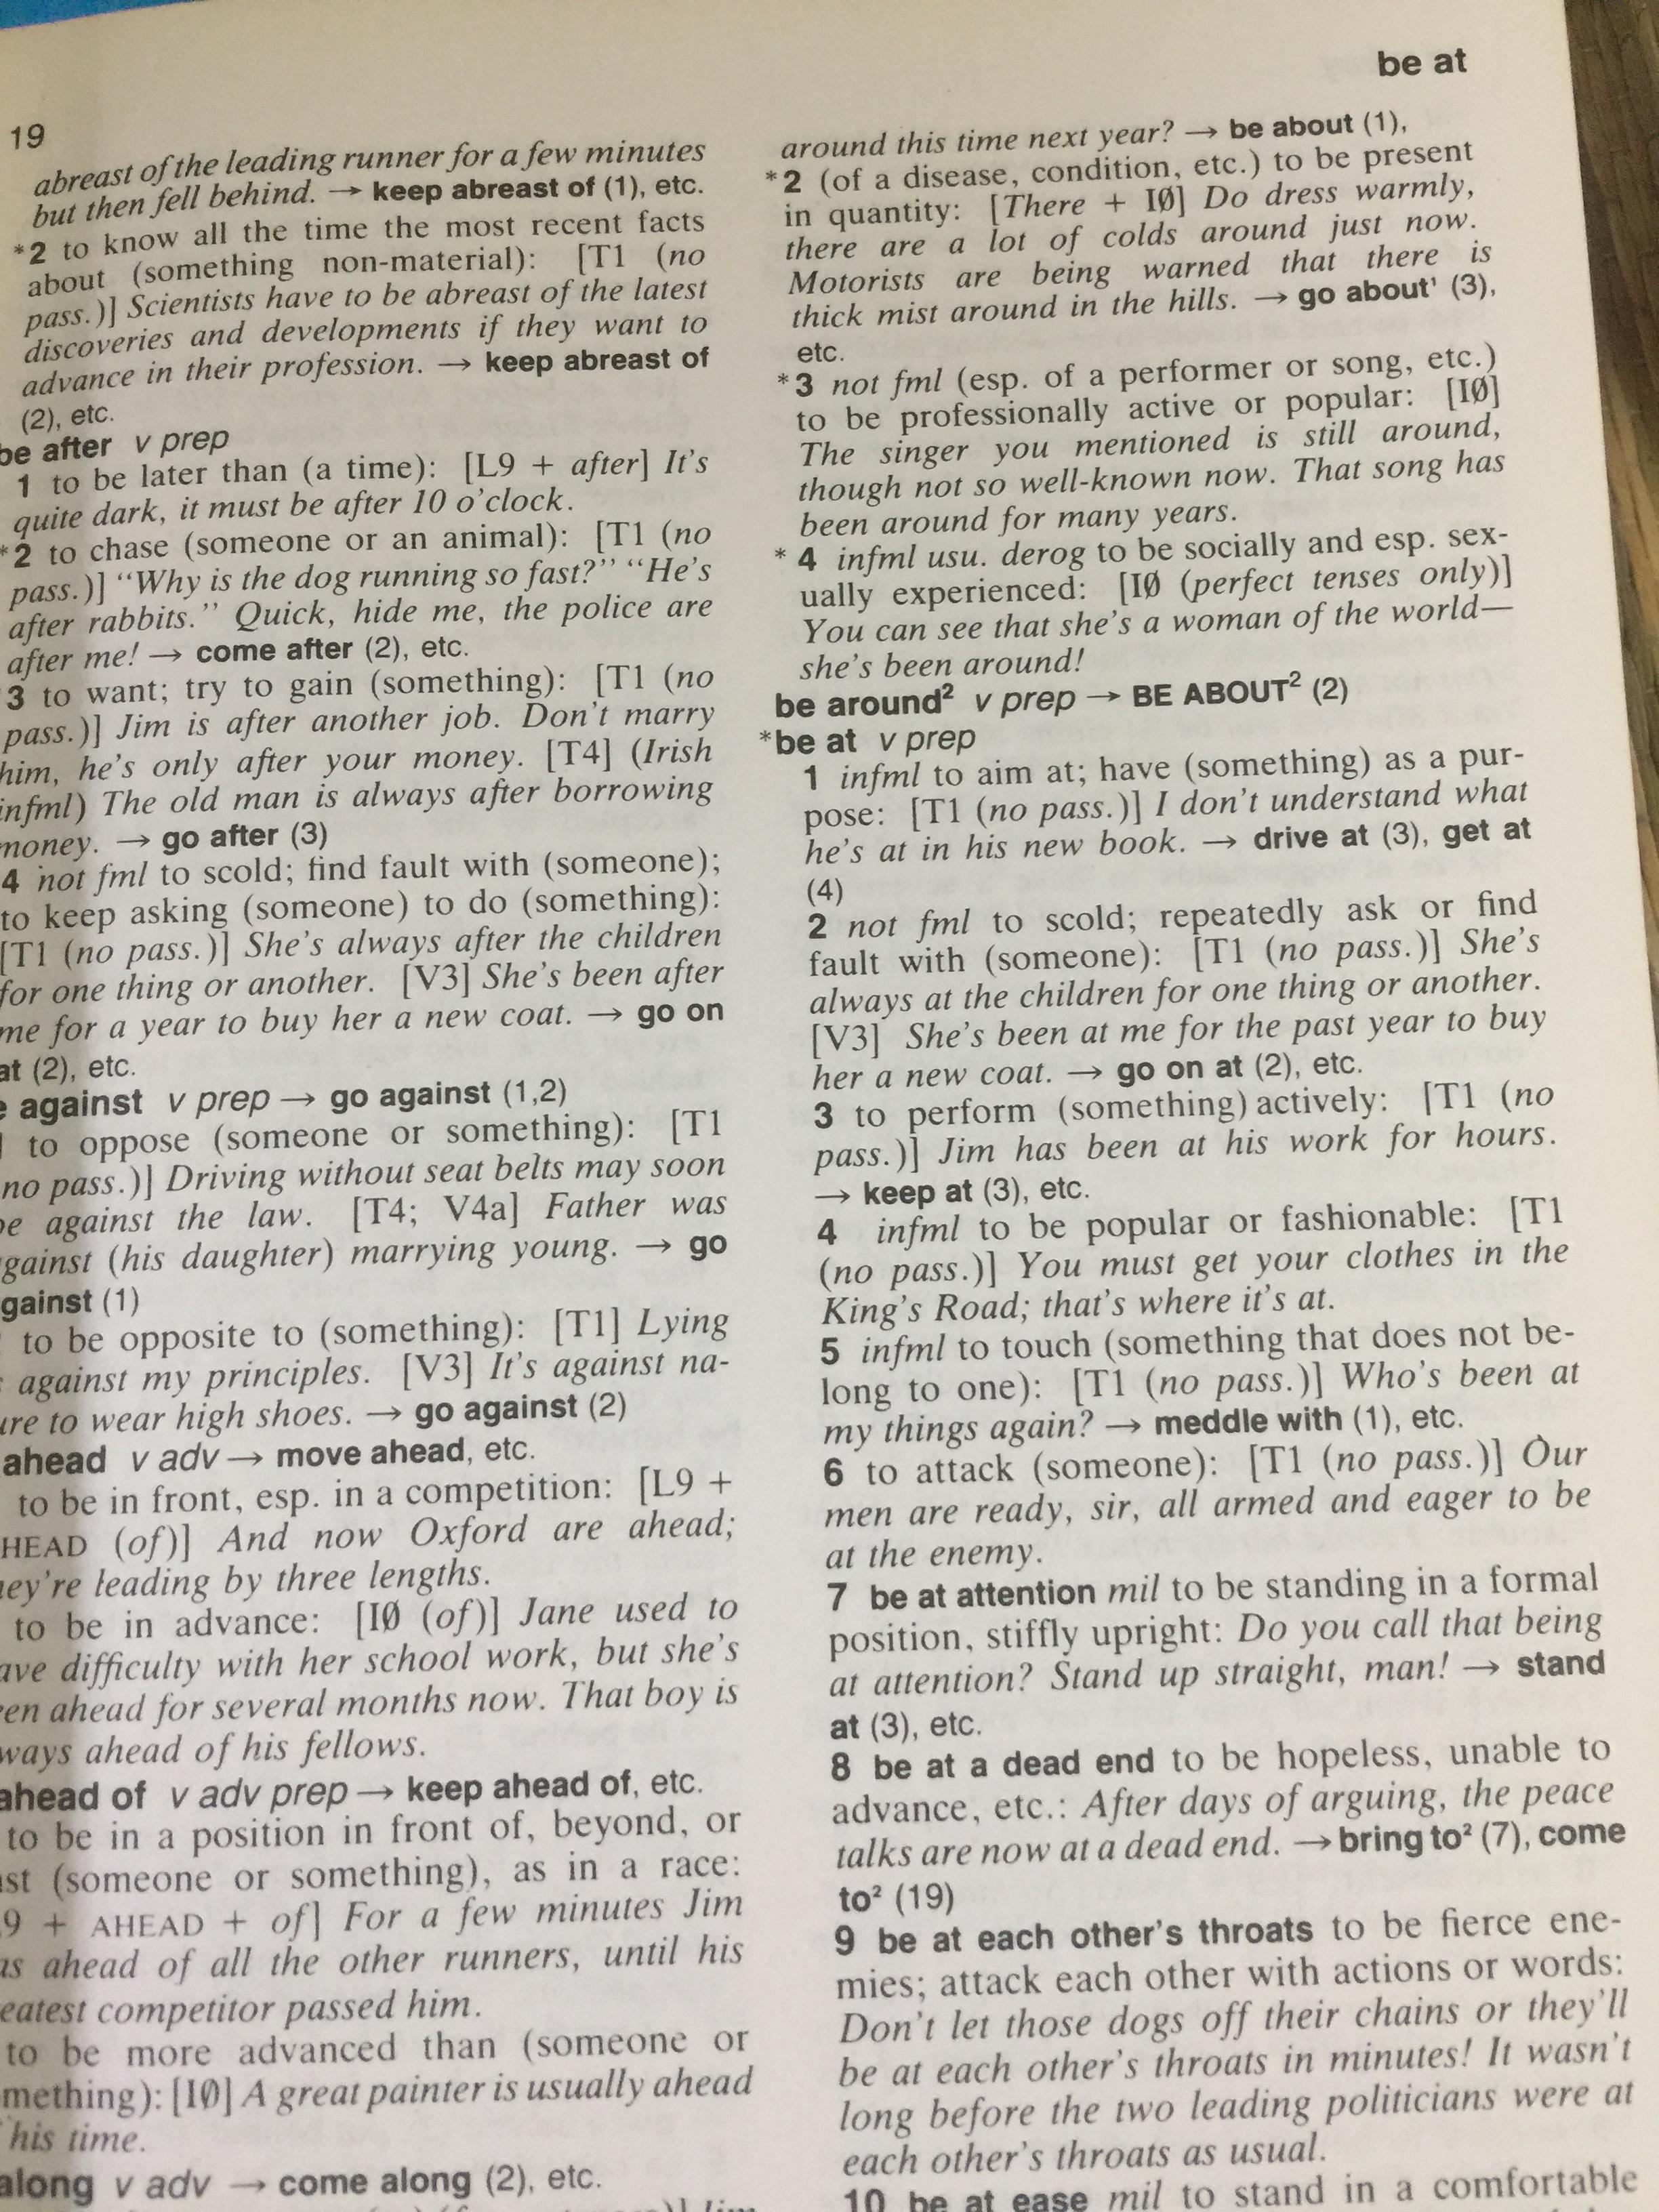 be at
19
abreast of the leading runner for a few minutes
but then fell behind. → keep abreast of (1), etc.
*2 to know all the time the most recent facts
about (something non-material): [T1 (no
pass.)] Scientists have to be abreast of the latest
discoveries and developments if they want to
advance in their profession. → keep abreast of
(2), etc.
be after v prep
1 to be later than (a time): [L9 + after] It's
quite dark, it must be after 10 o'clock.
*2 to chase (someone or an animal): [T1 (no
pass.)] "Why is the dog running so fast?" "He's
after rabbits." Quick, hide me, the police are
after me! → come after (2), etc.
3 to want; try to gain (something): [T1 (no
pass.)] Jim is after another job. Don't marry
him, he's only after your money. [T4] (Irish
infml) The old man is always after borrowing
money. → go after (3)
4 not fml to scold; find fault with (someone);
to keep asking (someone) to do (something):
[T1 (no pass.)] She's always after the children
for one thing or another. [V3] She's been after
me for a year to buy her a new coat. → go on
at (2), etc.
e against v prep → go against (1,2)
to oppose (someone or something): [T1
no pass.)] Driving without seat belts may soon
be against the law. [T4; V4a] Father was
gainst (his daughter) marrying young. → go
gainst (1)
to be opposite to (something): [T1] Lying
against my principles. [V3] It's against na-
ure to wear high shoes. → go against (2)
ahead v adv → move ahead, etc.
to be in front, esp. in a competition: [L9 +
HEAD (of)] And now Oxford are ahead;
ey're leading by three lengths.
to be in advance: [IØ (of)] Jane used to
ave difficulty with her school work, but she's
en ahead for several months now. That boy is
ways ahead of his fellows.
ahead of v adv prep → keep ahead of, etc.
to be in a position in front of, beyond, or
st (someone or something), as in a race:
9 + AHEAD + of] For a few minutes Jim
as ahead of all the other runners, until his
eatest competitor passed him.
to be more advanced than (someone or
mething): [IØ] A great painter is usually ahead
his time.
along v adv → come along (2), etc.
around this time next year? → be about (1),
*2 (of a disease, condition, etc.) to be present
in quantity: [There + IØ] Do dress warmly,
there are a lot of colds around just now.
Motorists are being warned that there is
thick mist around in the hills. → go about¹ (3),
etc.
*3 not fml (esp. of a performer or song, etc.)
to be professionally active or popular: [IØ]
The singer you mentioned is still around,
though not so well-known now. That song has
been around for many years.
*4 infml usu. derog to be socially and esp. sex-
ually experienced: [IØ (perfect tenses only)]
You can see that she's a woman of the world—
she's been around!
be around² v prep → BE ABOUT² (2)
*be at v prep
1 infml to aim at; have (something) as a pur-
pose: [T1 (no pass.)] I don't understand what
he's at in his new book. → drive at (3), get at
(4)
2 not fml to scold; repeatedly ask or find
fault with (someone): [T1 (no pass.)] She's
always at the children for one thing or another.
[V3] She's been at me for the past year to buy
her a new coat. → go on at (2), etc.
3 to perform (something) actively: [T1 (no
pass.)] Jim has been at his work for hours.
→ keep at (3), etc.
4 infml to be popular or fashionable: [T1
(no pass.)] You must get your clothes in the
King's Road; that's where it's at.
5 infml to touch (something that does not be-
long to one): [T1 (no pass.)] Who's been at
my things again? → meddle with (1), etc.
6 to attack (someone): [T1 (no pass.)] Our
men are ready, sir, all armed and eager to be
at the enemy.
7 be at attention mil to be standing in a formal
position, stiffly upright: Do you call that being
at attention? Stand up straight, man! → stand
at (3), etc.
8 be at a dead end to be hopeless, unable to
advance, etc.: After days of arguing, the peace
talks are now at a dead end. → bring to² (7), come
to² (19)
9 be at each other's throats to be fierce ene-
mies; attack each other with actions or words:
Don't let those dogs off their chains or they'll
be at each other's throats in minutes! It wasn't
long before the two leading politicians were at
each other's throats as usual.
10 be at ease mil to stand in a comfortable